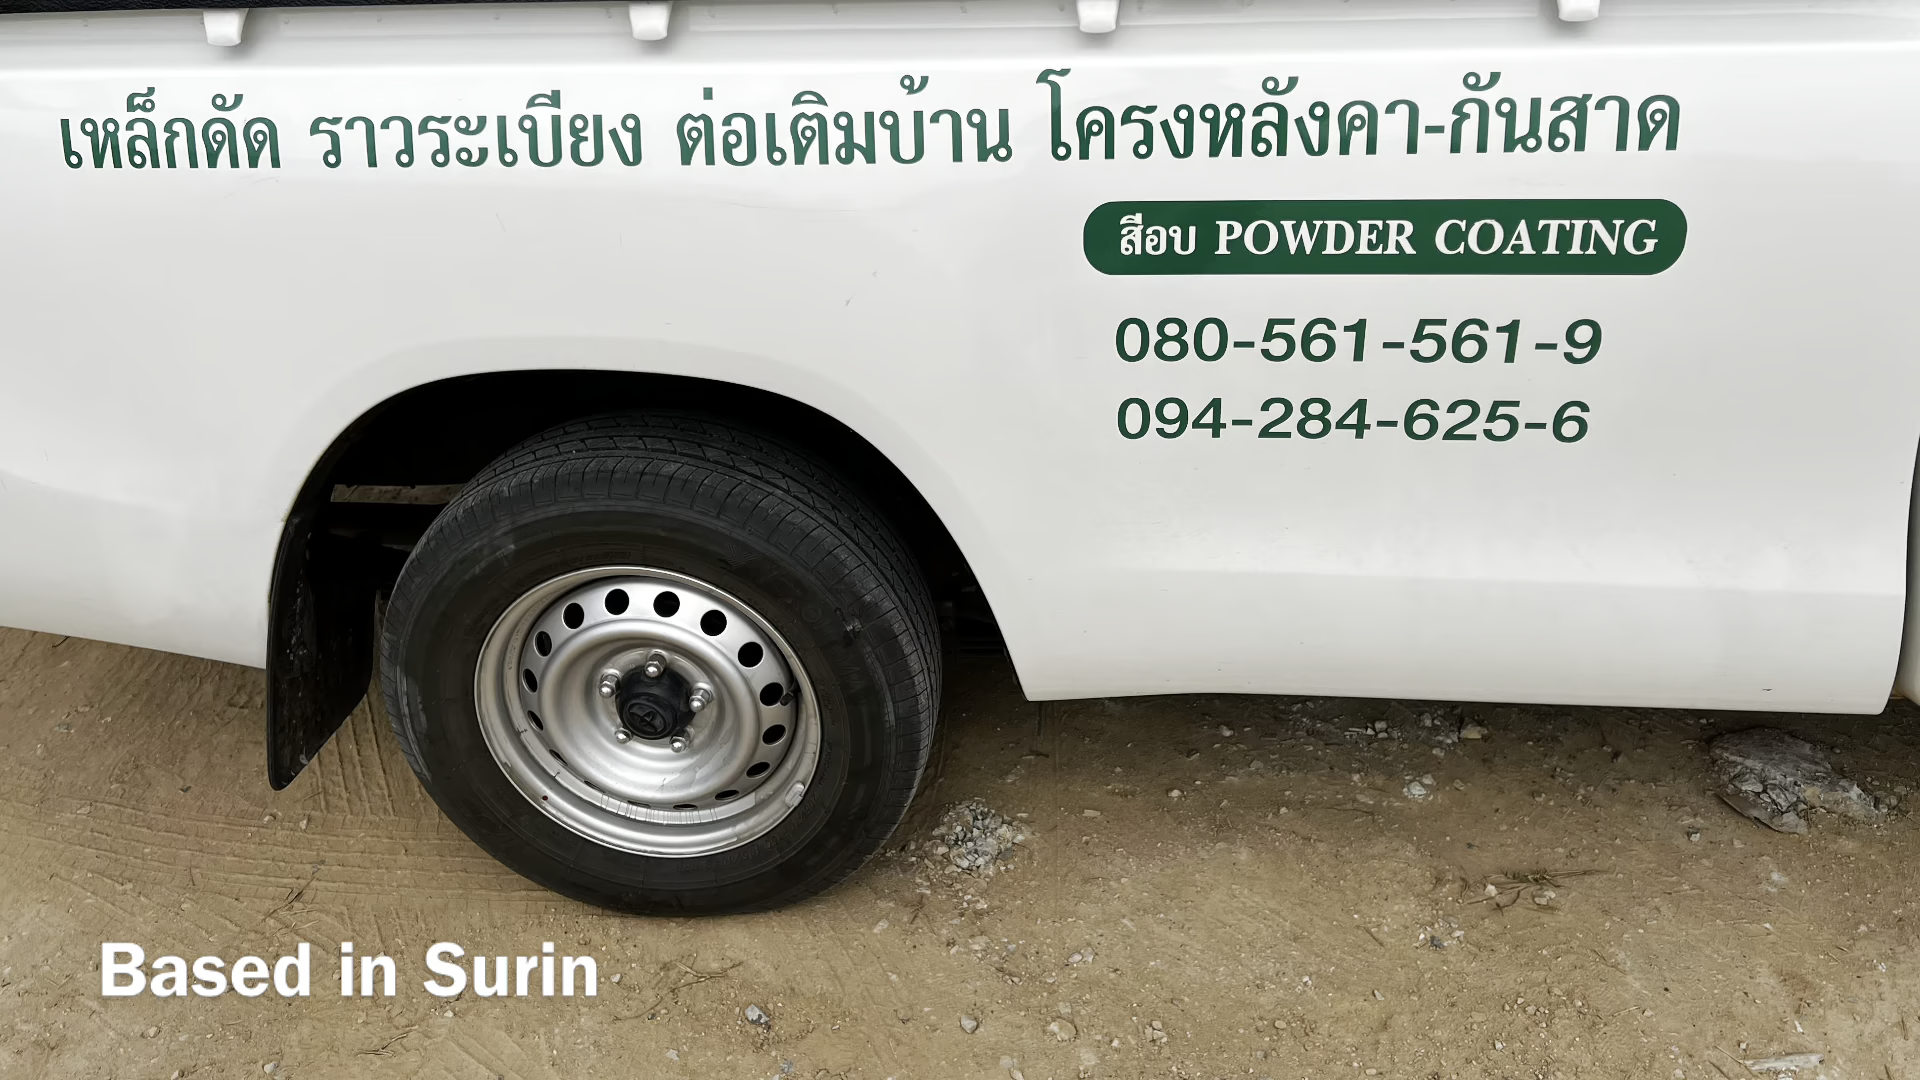 เหล็กดัด ราวระเบียง ต่อเติมบ้าน โครงหลังคา-กันสาด
สีอบ POWDER COATING
080-561-561-9
094-284-625-6
Based in Surin